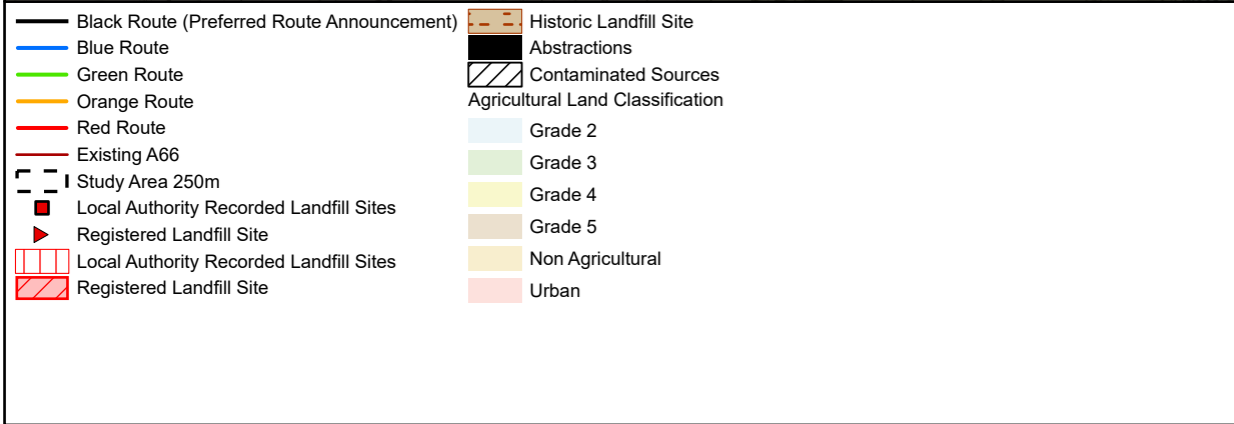 Black Route (Preferred Route Announcement)
Blue Route
Green Route
Orange Route
Red Route
Existing A66
Study Area 250m
Local Authority Recorded Landfill Sites
Registered Landfill Site
Local Authority Recorded Landfill Sites
Registered Landfill Site
Historic Landfill Site
Abstractions
Contaminated Sources
Agricultural Land Classification
Grade 2
Grade 3
Grade 4
Grade 5
Non Agricultural
Urban